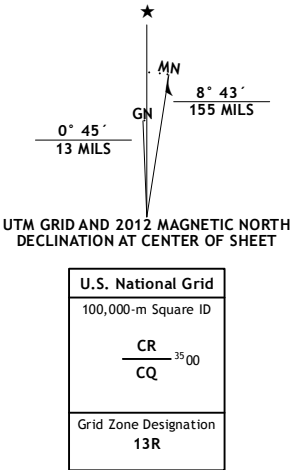 ★
MN
8° 43´
155 MILS
GN
0° 45´
13 MILS
UTM GRID AND 2012 MAGNETIC NORTH
DECLINATION AT CENTER OF SHEET
U.S. National Grid
100,000-m Square ID
CR
3500
CQ
Grid Zone Designation
13R